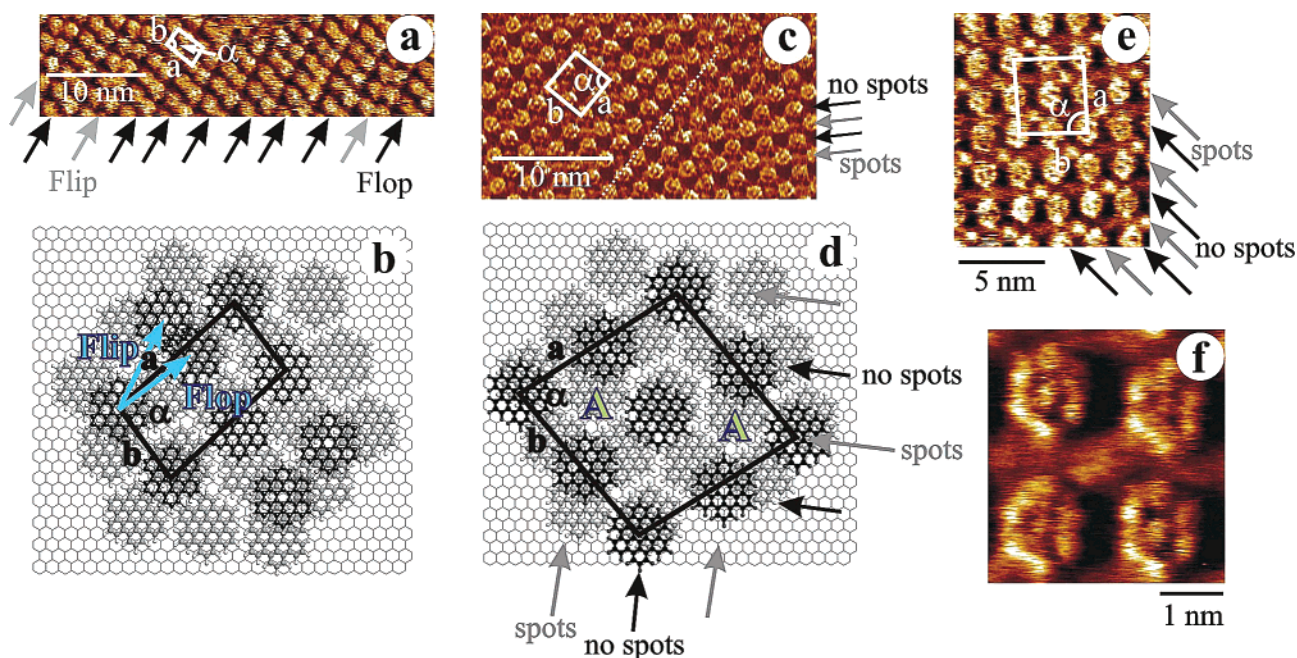 a
b
α
a
10 nm
Flip
Flop
b
Flip
a
Flop
α
b
c
α
b
a
no spots
10 nm
spots
d
a
α
A
A
b
no spots
spots
spots
no spots
e
α
a
b
spots
no spots
5 nm
f
1 nm